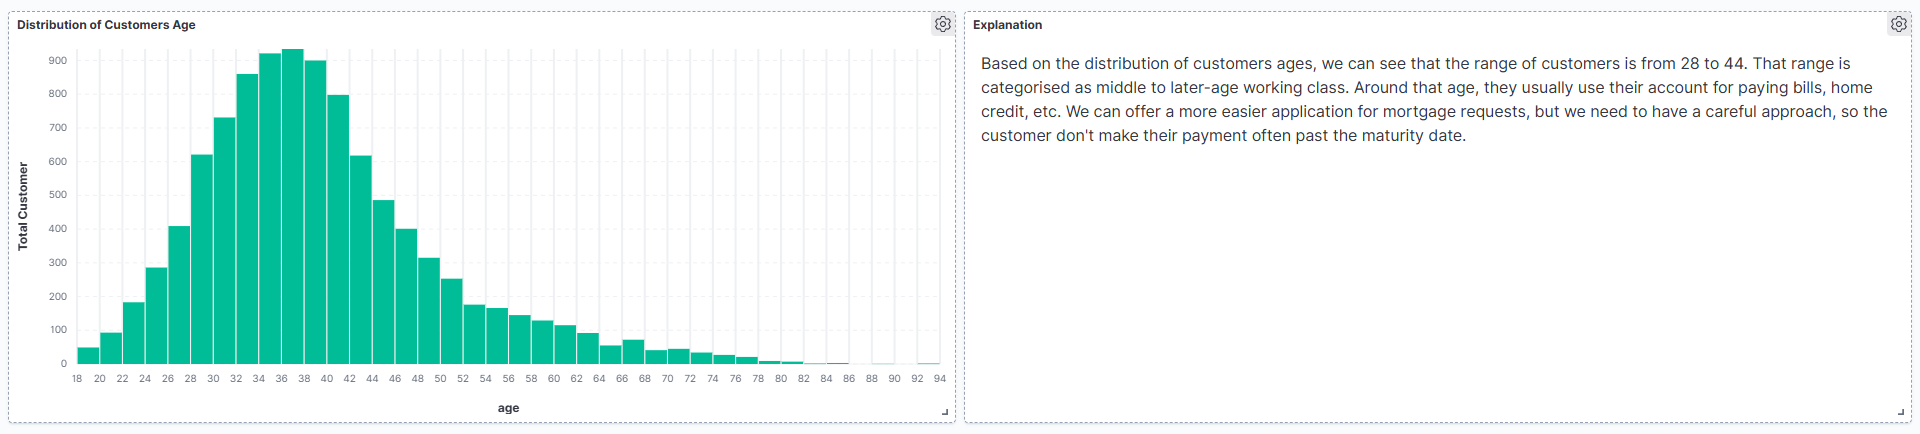 Distribution of Customers Age
Total Customer
900
800
700
600
500
400
300
200
100
0
18 20 22 24 26 28 30 32 34 36 38 40 42 44 46 48 50 52 54 56 58 60 62 64 66 68 70 72 74 76 78 80 82 84 86 88 90 92 94
age
Explanation
Based on the distribution of customers ages, we can see that the range of customers is from 28 to 44. That range is
categorised as middle to later-age working class. Around that age, they usually use their account for paying bills, home
credit, etc. We can offer a more easier application for mortgage requests, but we need to have a careful approach, so the
customer don't make their payment often past the maturity date.